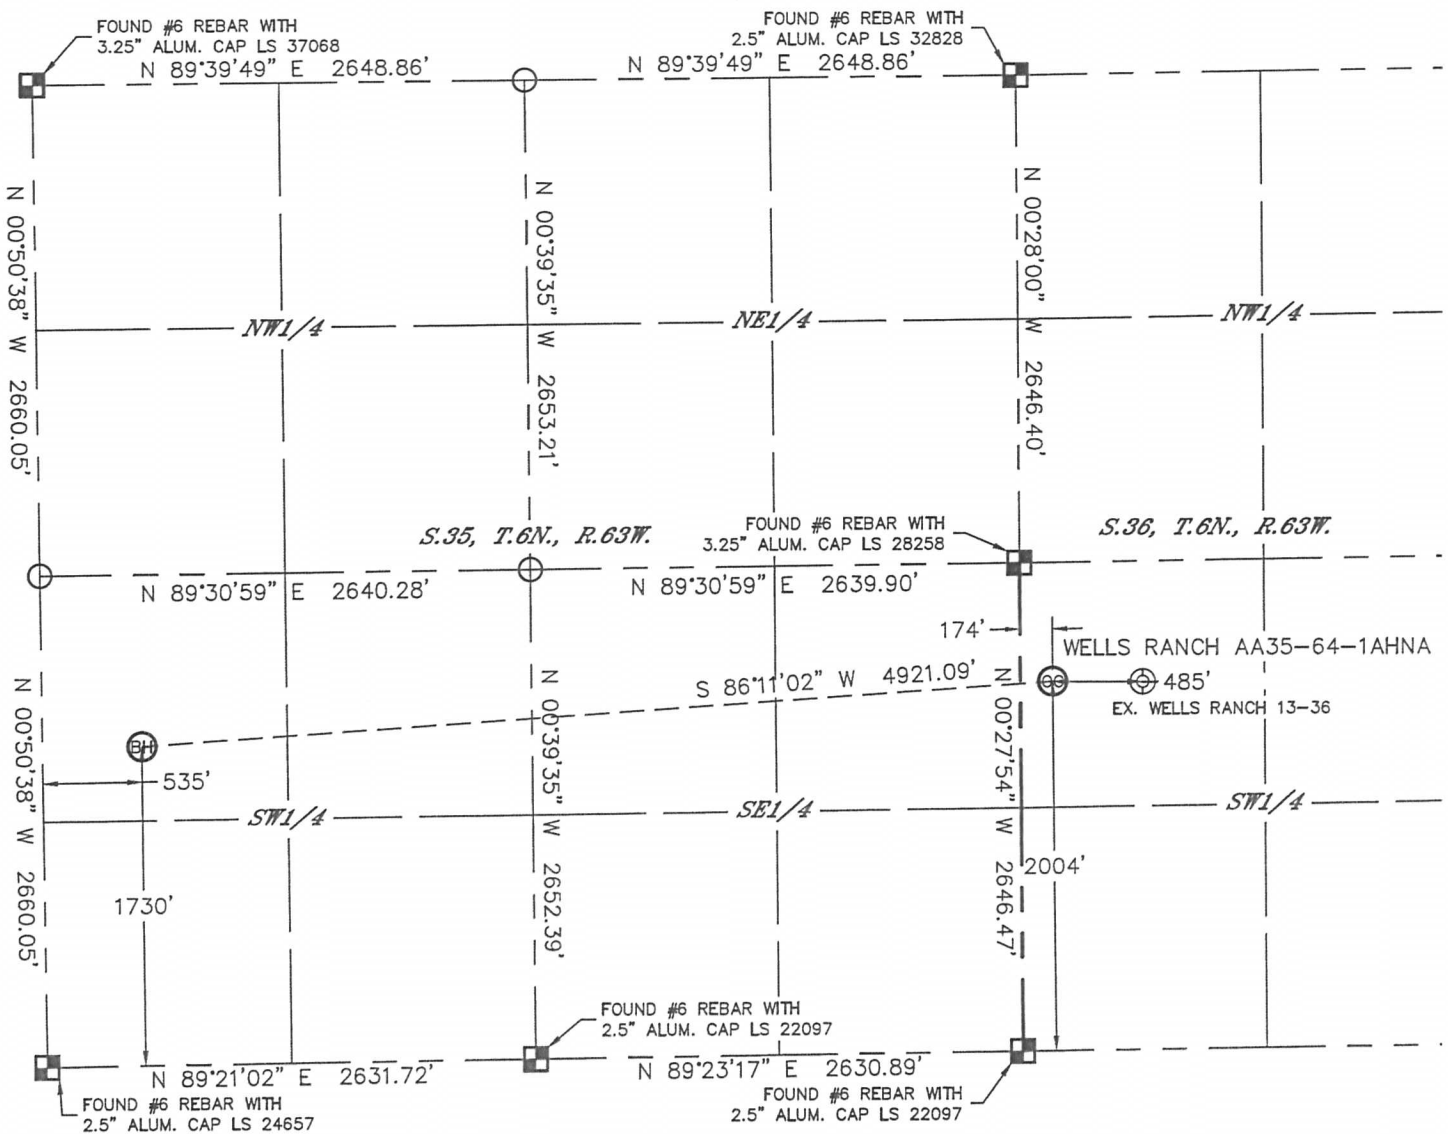 FOUND #6 REBAR WITH
3.25" ALUM. CAP LS 37068
FOUND #6 REBAR WITH
2.5" ALUM. CAP LS 32828
N 89°39'49" E 2648.86'
N 89°39'49" E 2648.86'
N 00°50'38" W 2660.05'
N 00°39'35" W 2653.21'
N 00°28'00" W 2646.40'
NW1/4
NE1/4
NW1/4
S.35, T.6N., R.63W.
FOUND #6 REBAR WITH
3.25" ALUM. CAP LS 28258
S.36, T.6N., R.63W.
N 89°30'59" E 2640.28'
N 89°30'59" E 2639.90'
174'
WELLS RANCH AA35-64-1AHNA
S 86°11'02" W 4921.09'
485'
EX. WELLS RANCH 13-36
N 00°50'38" W 2660.05'
N 00°39'35" W 2652.39'
N 00°27'54" W 2646.47'
BH
535'
SW1/4
SE1/4
SW1/4
1730'
2004'
FOUND #6 REBAR WITH
2.5" ALUM. CAP LS 22097
N 89°21'02" E 2631.72'
N 89°23'17" E 2630.89'
FOUND #6 REBAR WITH
2.5" ALUM. CAP LS 24657
FOUND #6 REBAR WITH
2.5" ALUM. CAP LS 22097